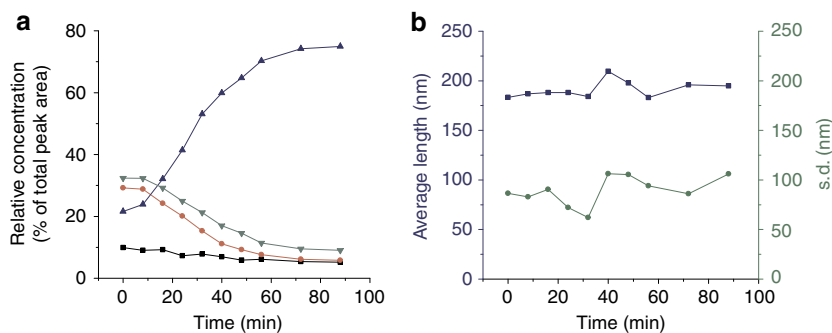 a
80
60
40
20
0
Relative concentration
(% of total peak area)
0 20 40 60 80 100
Time (min)
b
250
200
150
100
50
0
Average length (nm)
0 20 40 60 80 100
Time (min)
250
200
150
100
50
0
s.d. (nm)